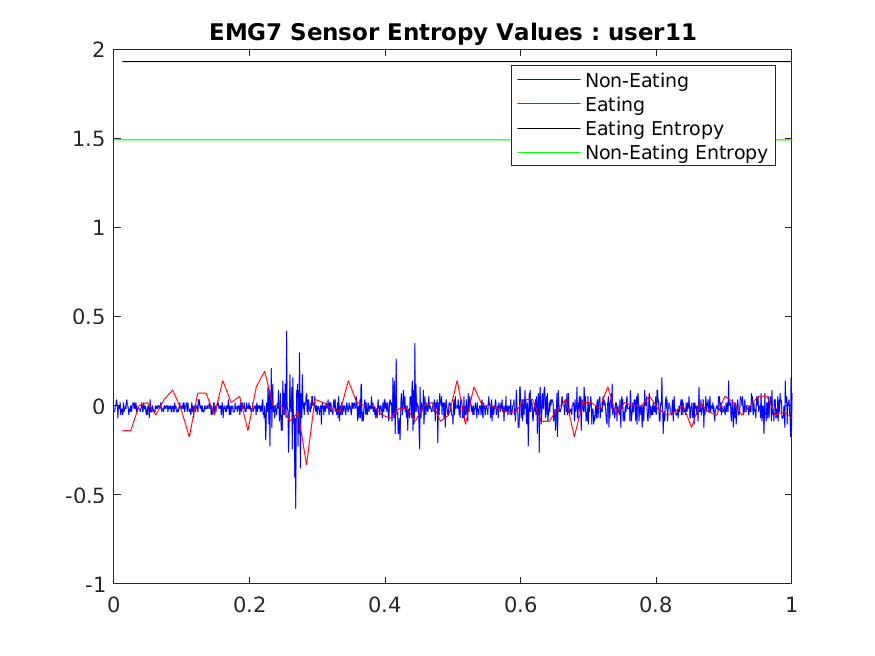 EMG7 Sensor Entropy Values : user11
2
1.5
1
0.5
0
-0.5
-1
Non-Eating
Eating
Eating Entropy
Non-Eating Entropy
0 0.2 0.4 0.6 0.8 1